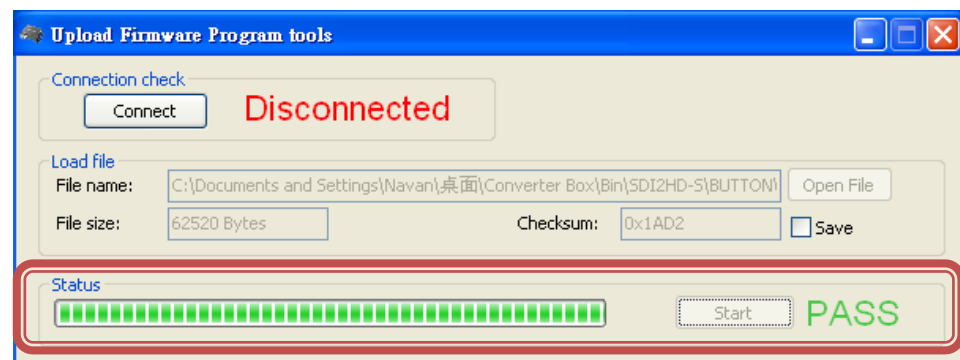 Upload Firmware Program tools
Connection check
Connect Disconnected
Load file
File name: C:\Documents and Settings\Navan\桌面\Converter Box\Bin\SDI2HD-S\BUTTON\ Open File
File size: 62520 Bytes Checksum: 0x1AD2 Save
Status
Start PASS